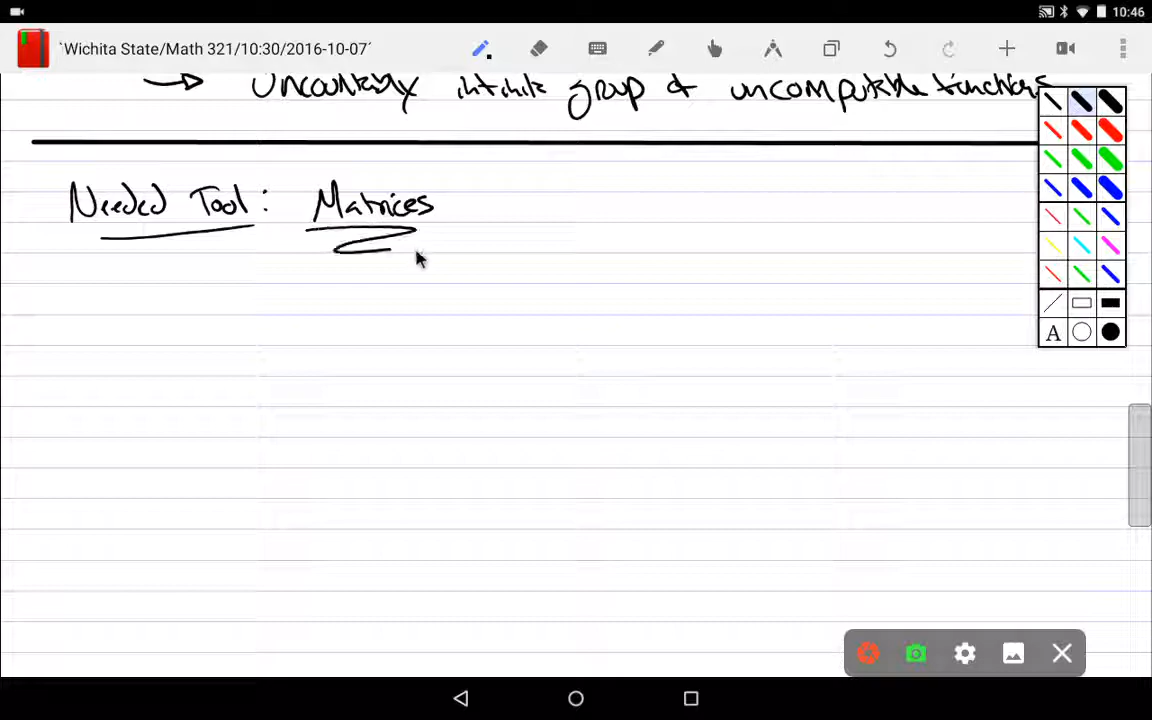 10:46
`Wichita State/Math 321/10:30/2016-10-07´
→ Uncountably infinite group of uncomputable functions
Needed Tool: Matrices
A